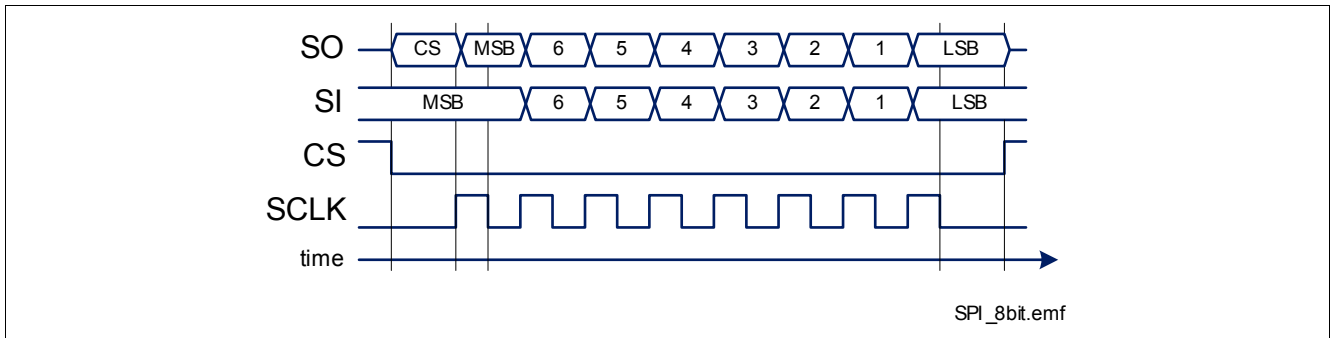 SO CS MSB 6 5 4 3 2 1 LSB
SI MSB 6 5 4 3 2 1 LSB
CS
SCLK
time
SPI_8bit.emf